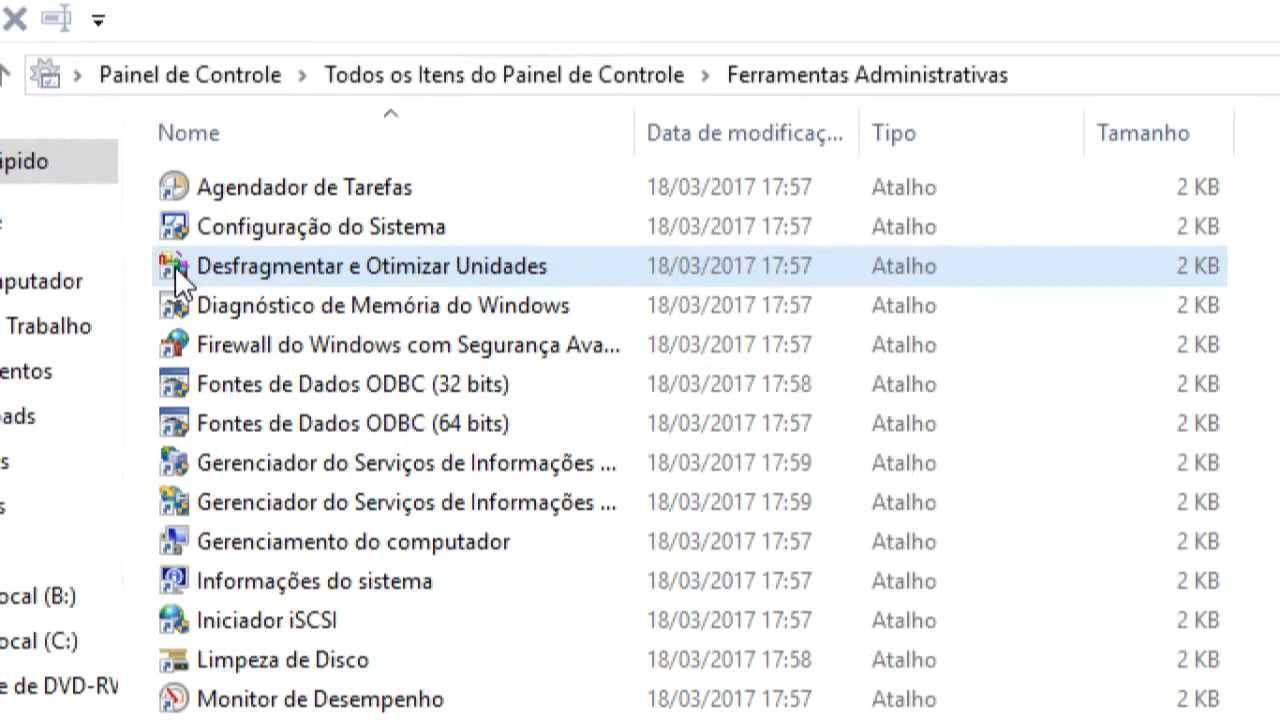 Painel de Controle > Todos os Itens do Painel de Controle > Ferramentas Administrativas
Nome Data de modificaç... Tipo Tamanho
Agendador de Tarefas 18/03/2017 17:57 Atalho 2 KB
Configuração do Sistema 18/03/2017 17:57 Atalho 2 KB
Desfragmentar e Otimizar Unidades 18/03/2017 17:57 Atalho 2 KB
Diagnóstico de Memória do Windows 18/03/2017 17:57 Atalho 2 KB
Firewall do Windows com Segurança Ava... 18/03/2017 17:57 Atalho 2 KB
Fontes de Dados ODBC (32 bits) 18/03/2017 17:58 Atalho 2 KB
Fontes de Dados ODBC (64 bits) 18/03/2017 17:57 Atalho 2 KB
Gerenciador do Serviços de Informações ... 18/03/2017 17:59 Atalho 2 KB
Gerenciador do Serviços de Informações ... 18/03/2017 17:59 Atalho 2 KB
Gerenciamento do computador 18/03/2017 17:57 Atalho 2 KB
Informações do sistema 18/03/2017 17:57 Atalho 2 KB
Iniciador iSCSI 18/03/2017 17:57 Atalho 2 KB
Limpeza de Disco 18/03/2017 17:58 Atalho 2 KB
Monitor de Desempenho 18/03/2017 17:57 Atalho 2 KB
ipido
mputador
Trabalho
entos
oads
s
s
ocal (B:)
ocal (C:)
e de DVD-RW